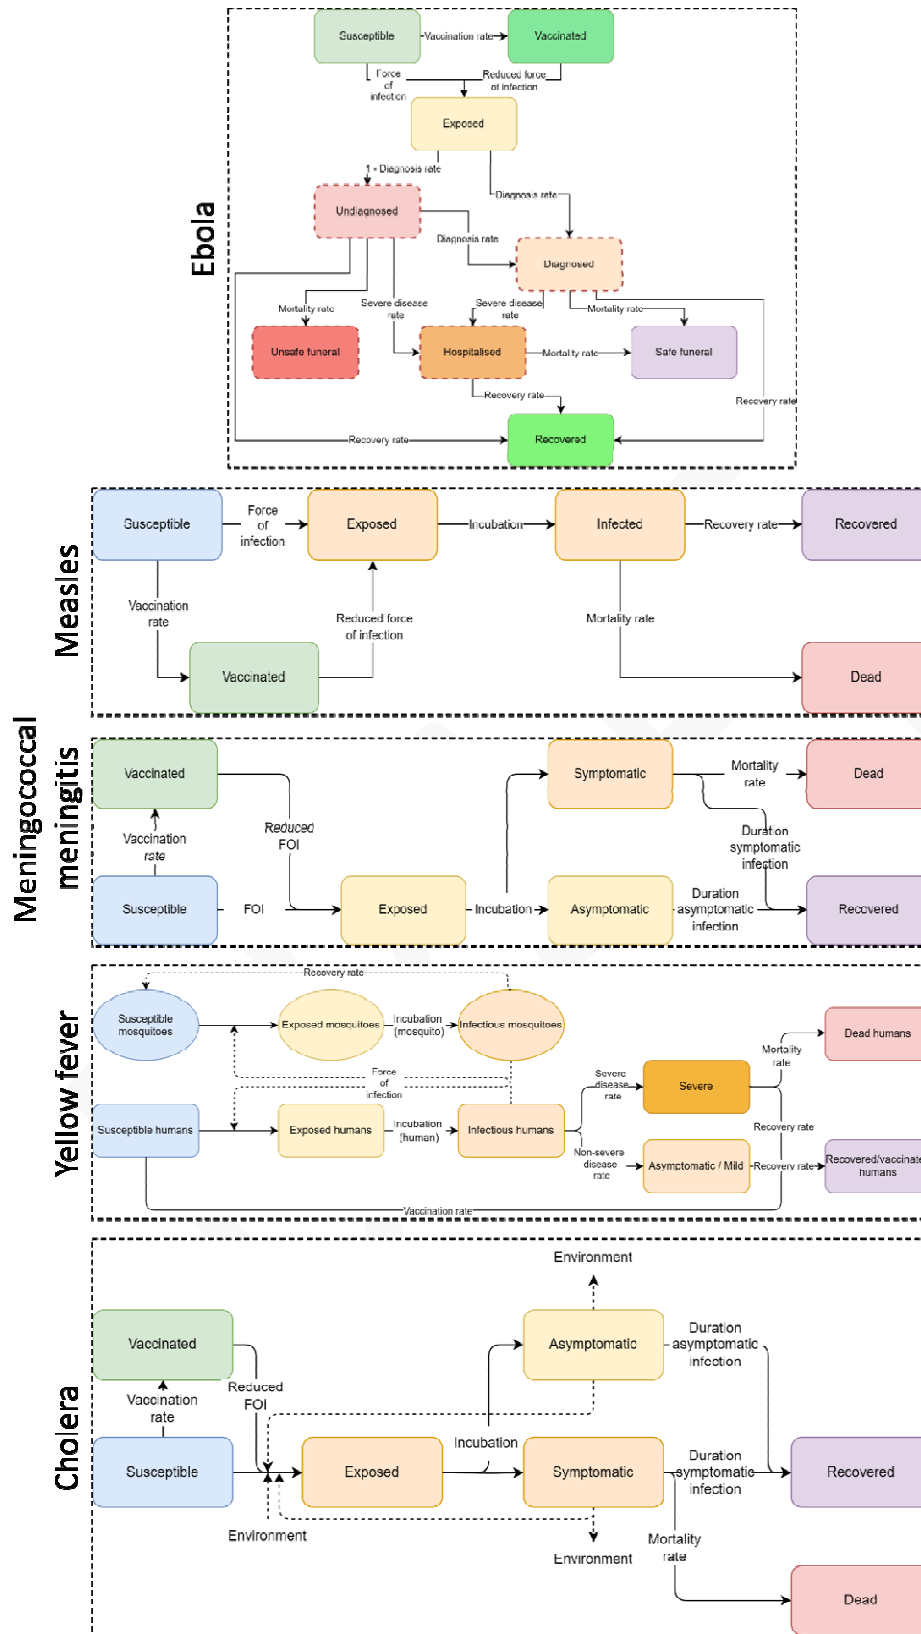 Ebola
Susceptible
Vaccination rate
Vaccinated
Force
of
infection
Reduced force
of infection
Exposed
1 - Diagnosis rate
Diagnosis rate
Undiagnosed
Diagnosis rate
Diagnosed
Mortality rate
Severe disease
rate
Severe disease
rate
Mortality rate
Unsafe funeral
Hospitalised
Mortality rate
Safe funeral
Recovery rate
Recovery rate
Recovery rate
Recovered
Measles
Susceptible
Force
of
infection
Exposed
Incubation
Infected
Recovery rate
Recovered
Vaccination
rate
Reduced force
of infection
Mortality rate
Vaccinated
Dead
Meningococcal
meningitis
Vaccinated
Symptomatic
Mortality
rate
Dead
Vaccination
rate
Reduced
FOI
Duration
symptomatic
infection
Susceptible
FOI
Exposed
Incubation
Asymptomatic
Duration
asymptomatic
infection
Recovered
Yellow fever
Recovery rate
Susceptible
mosquitoes
Exposed mosquitoes
Incubation
(mosquito)
Infectious mosquitoes
Dead humans
Mortality
rate
Force
of
infection
Severe
disease
rate
Severe
Susceptible humans
Exposed humans
Incubation
(human)
Infectious humans
Recovery rate
Non-severe
disease
rate
Asymptomatic / Mild
Recovery rate
Recovered/vaccinate
humans
Vaccination rate
Cholera
Environment
Vaccinated
Asymptomatic
Duration
asymptomatic
infection
Vaccination
rate
Reduced
FOI
Incubation
Susceptible
Exposed
Symptomatic
Duration
symptomatic
infection
Recovered
Environment
Environment
Mortality
rate
Dead